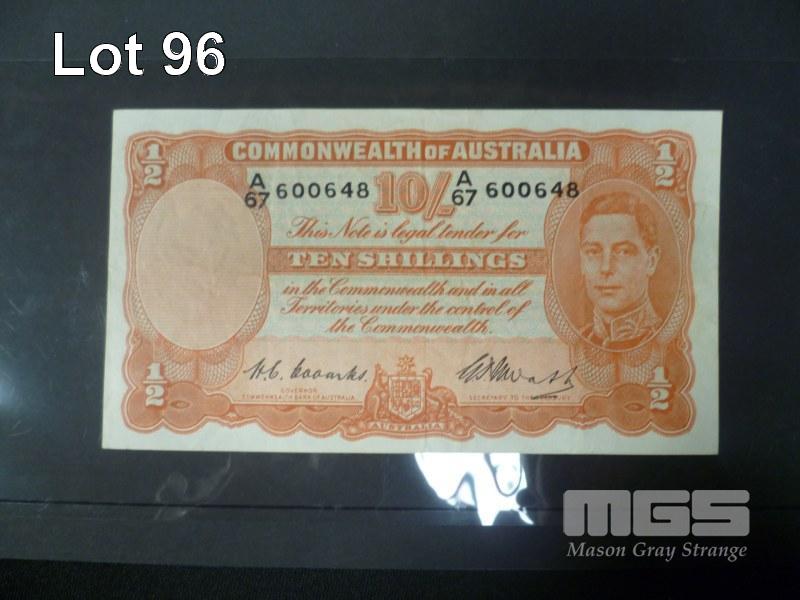 Lot 96
1/2 COMMONWEALTH OF AUSTRALIA 1/2
A/67 600648 10/- A/67 600648
This Note is legal tender for
TEN SHILLINGS
in the Commonwealth and in all
Territories under the control of
the Commonwealth.
1/2 1/2
GOVERNOR
COMMONWEALTH BANK OF AUSTRALIA
SECRETARY TO THE TREASURY
AUSTRALIA
MGS
Mason Gray Strange